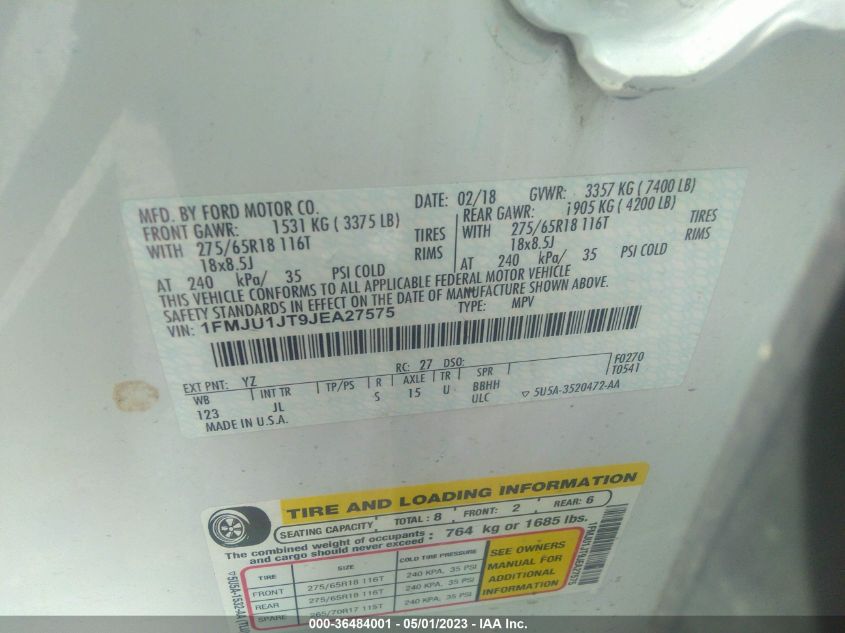 MFD. BY FORD MOTOR CO.
DATE: 02/18 GVWR: 3357 KG ( 7400 LB)
FRONT GAWR: 1531 KG ( 3375 LB)
REAR GAWR: 1905 KG ( 4200 LB)
WITH 275/65R18 116T TIRES
WITH 275/65R18 116T TIRES
18x8.5J RIMS
18x8.5J RIMS
AT 240 kPa/ 35 PSI COLD
AT 240 kPa/ 35 PSI COLD
THIS VEHICLE CONFORMS TO ALL APPLICABLE FEDERAL MOTOR VEHICLE
SAFETY STANDARDS IN EFFECT ON THE DATE OF MANUFACTURE SHOWN ABOVE.
VIN: 1FMJU1JT9JEA27575 TYPE: MPV
EXT PNT: YZ RC: 27 DSO: F0270
WB INT TR TP/PS R AXLE TR SPR T0541
123 JL S 15 U BBHH
ULC ▽ 5U5A-3520472-AA
MADE IN U.S.A.
TIRE AND LOADING INFORMATION
SEATING CAPACITY TOTAL : 8 FRONT: 2 REAR: 6
The combined weight of occupants
and cargo should never exceed : 764 kg or 1685 lbs.
TIRE SIZE COLD TIRE PRESSURE
FRONT 275/65R18 116T 240 KPA, 35 PSI
REAR 275/65R18 116T 240 KPA, 35 PSI
SPARE 265/70R17 115T 240 KPA, 35 PSI
SEE OWNERS
MANUAL FOR
ADDITIONAL
INFORMATION
1FMJU1JT9JEA27575
000-36484001 - 05/01/2023 - IAA Inc.